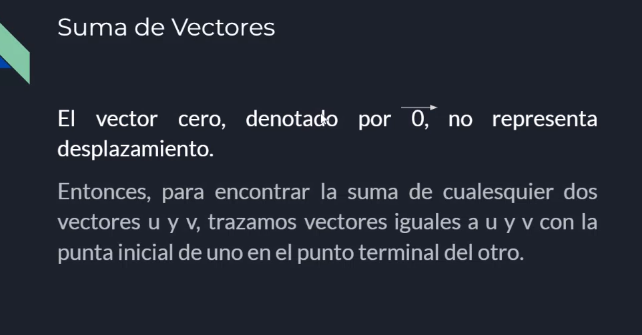 Suma de Vectores
El vector cero, denotado por 0, no representa
desplazamiento.
Entonces, para encontrar la suma de cualesquier dos
vectores u y v, trazamos vectores iguales a u y v con la
punta inicial de uno en el punto terminal del otro.